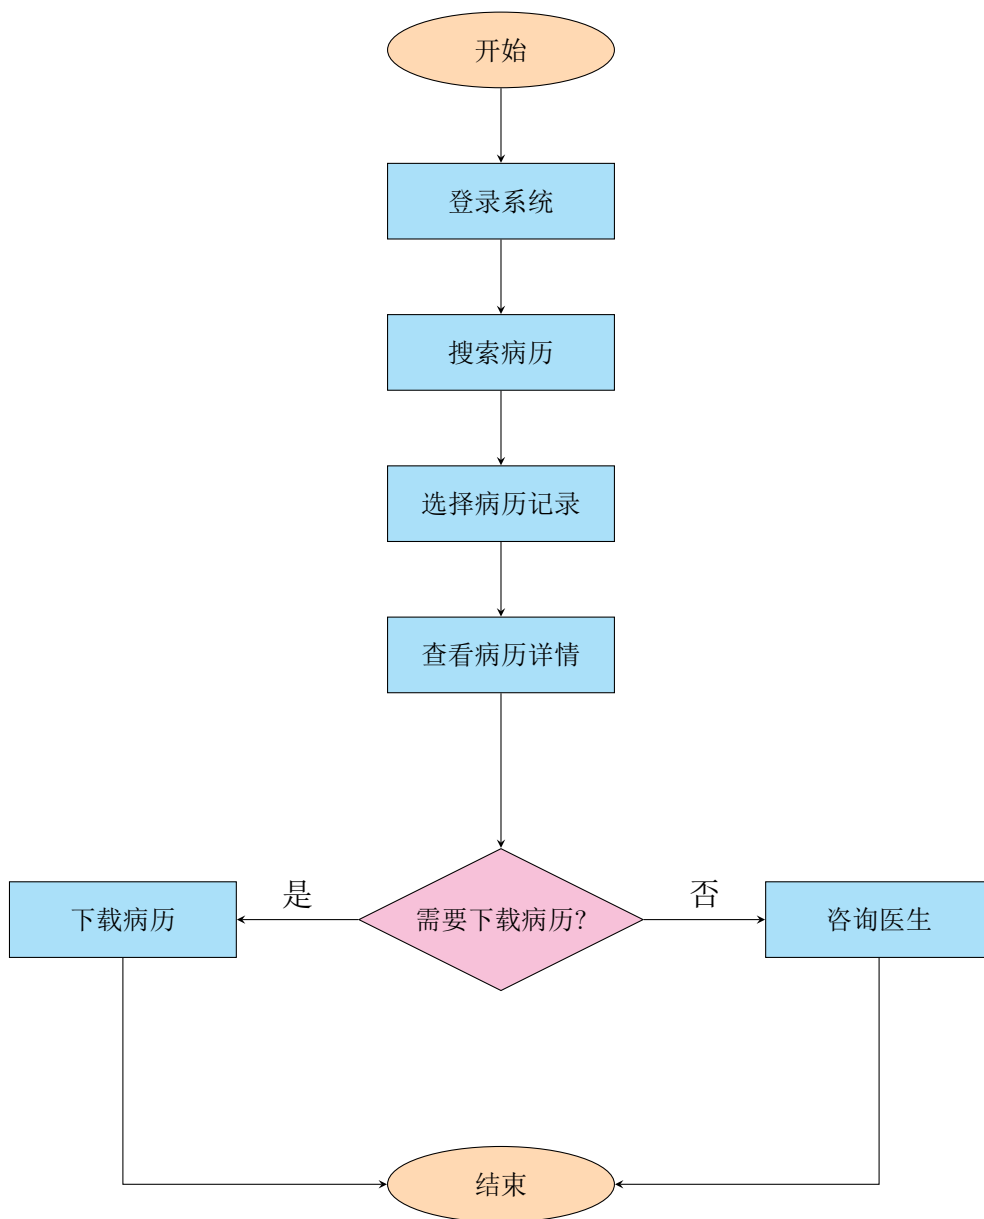 开始
登录系统
搜索病历
选择病历记录
查看病历详情
是
否
下载病历
需要下载病历?
咨询医生
结束